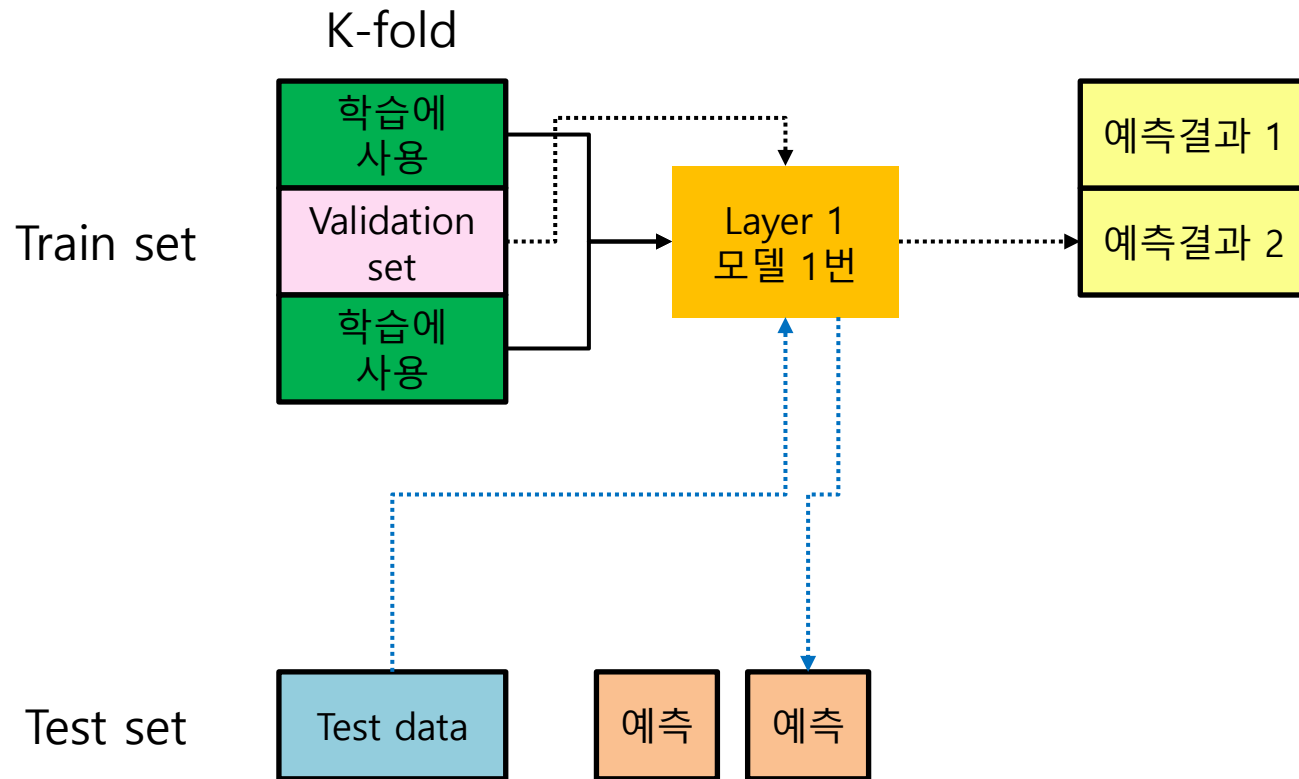 K-fold
학습에
사용
예측결과 1
Train set
Validation
set
Layer 1
모델 1번
예측결과 2
학습에
사용
Test set
Test data
예측
예측